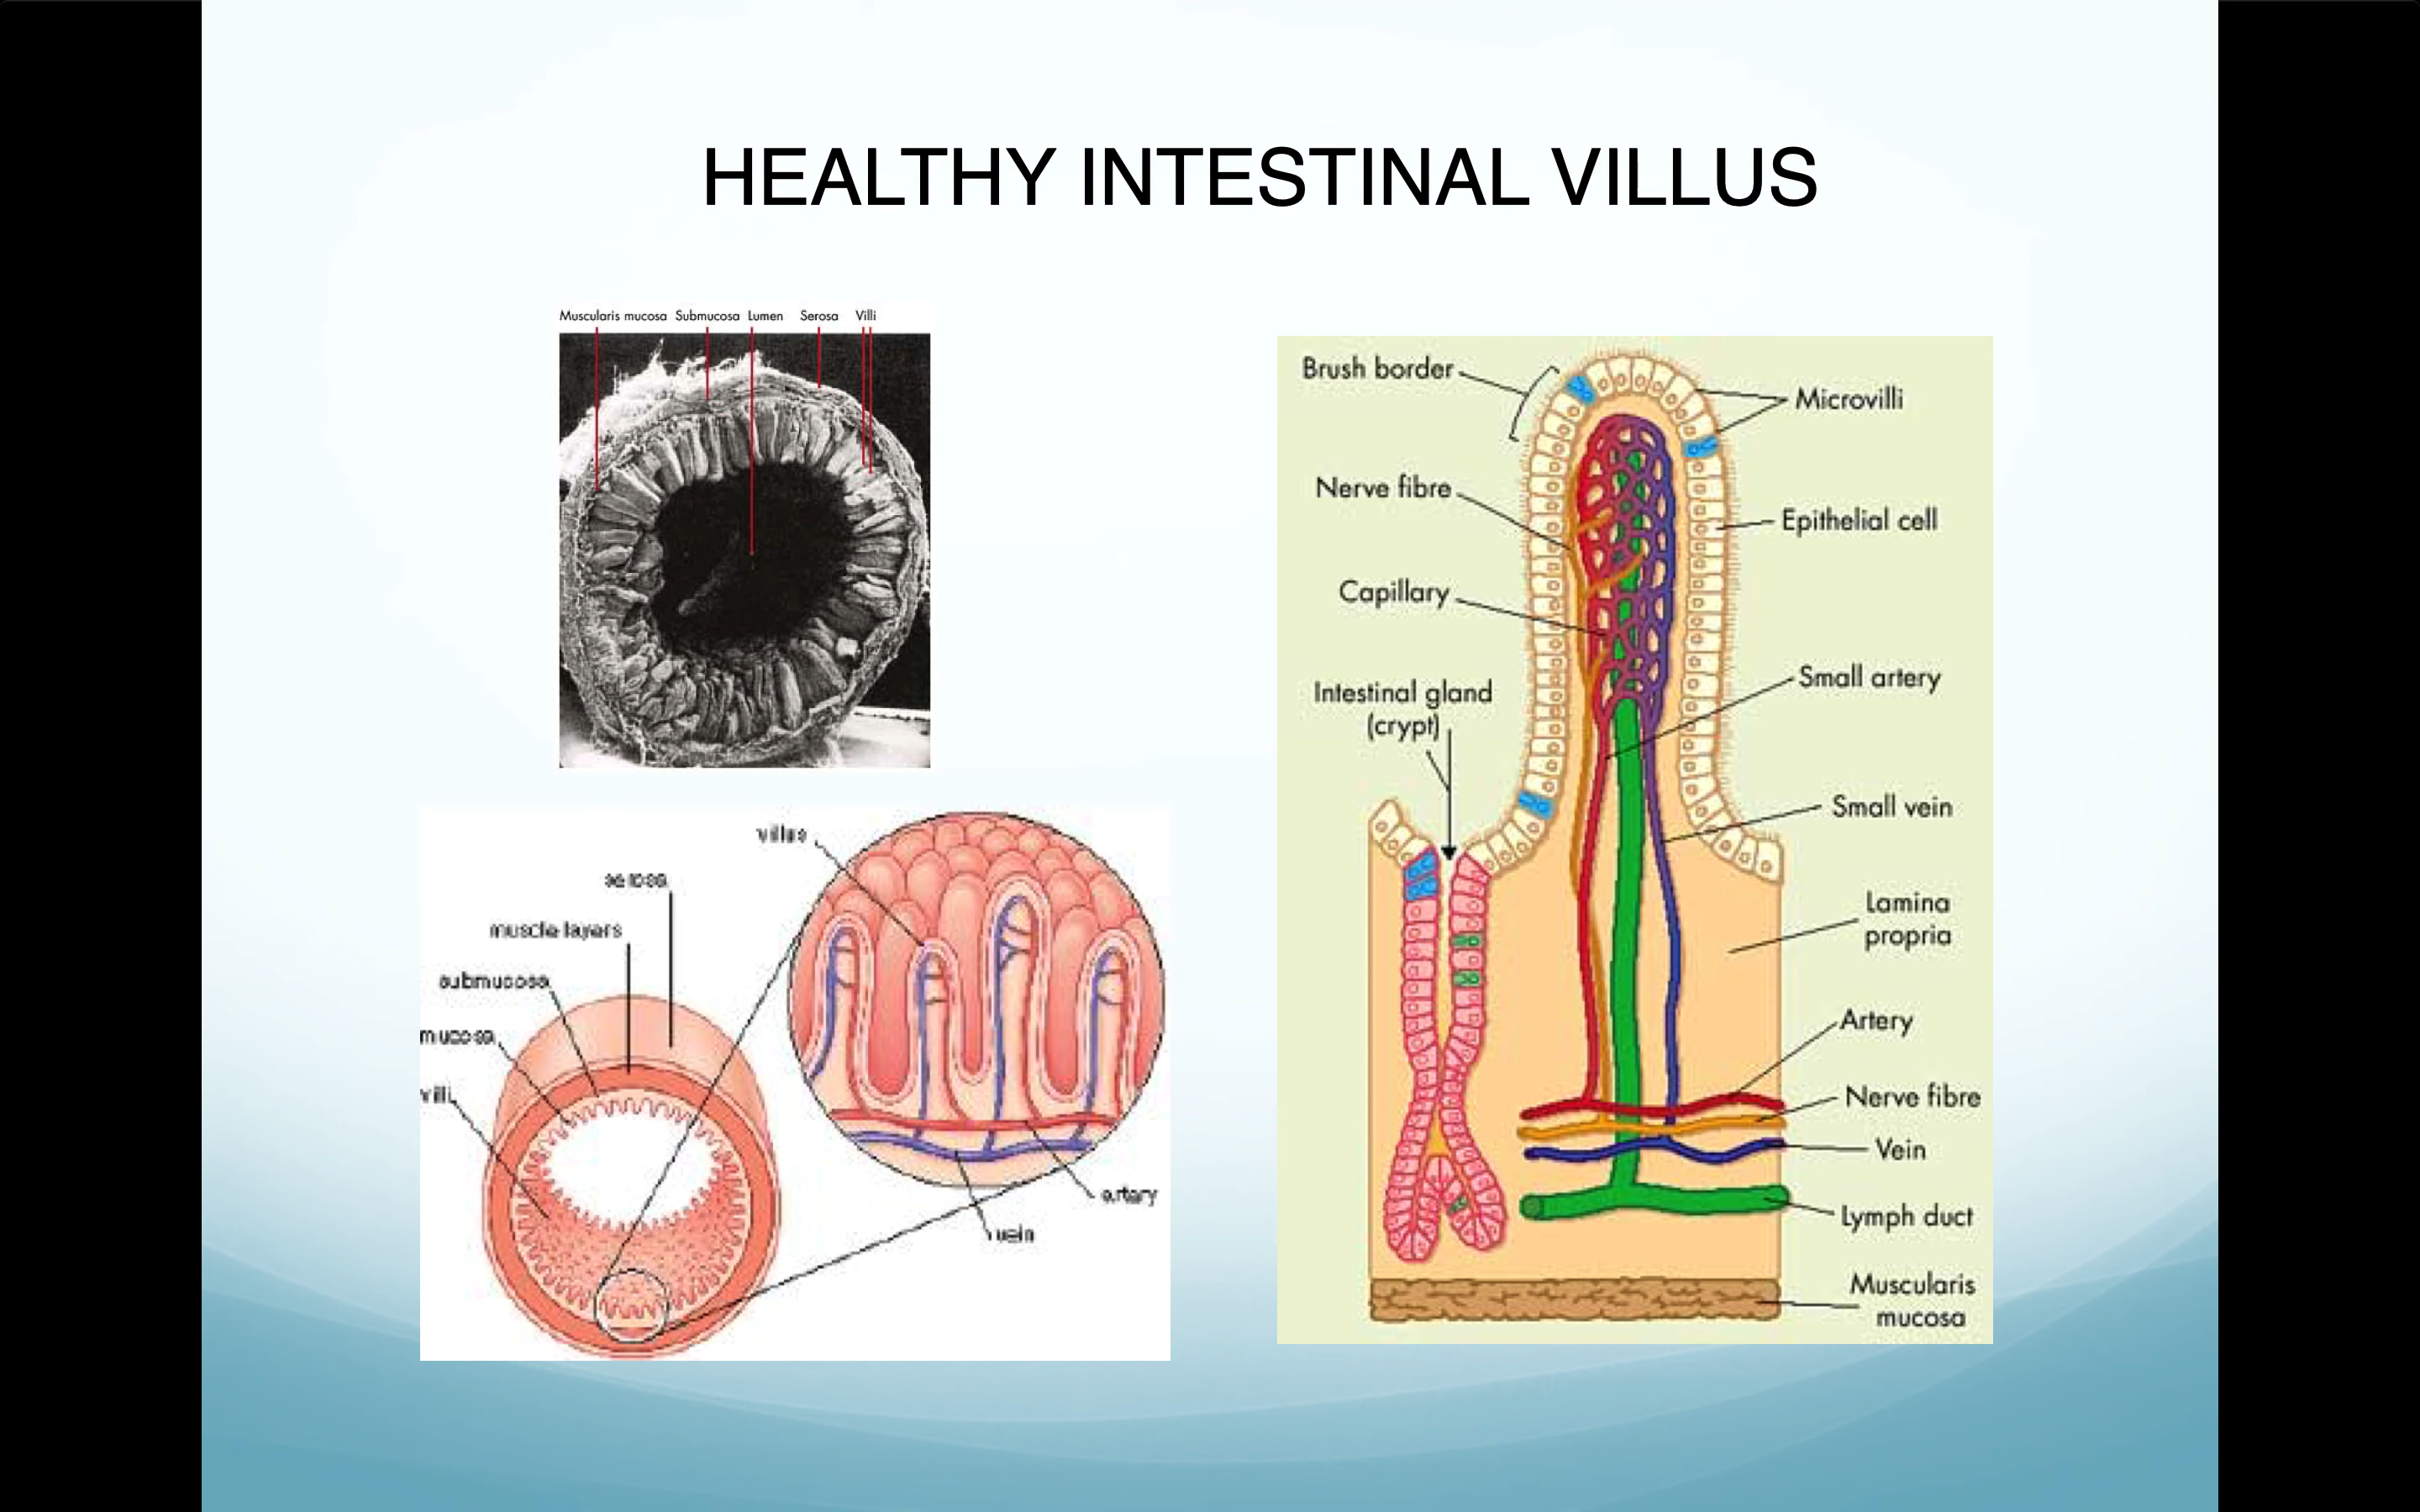 HEALTHY INTESTINAL VILLUS
Muscularis mucosa Submucosa Lumen Serosa Villi
villus
serosa
muscle layers
submucosa
mucosa
villi
artery
vein
Brush border
Microvilli
Nerve fibre
Epithelial cell
Capillary
Small artery
Intestinal gland
(crypt)
Small vein
Lamina
propria
Artery
Nerve fibre
Vein
Lymph duct
Muscularis
mucosa